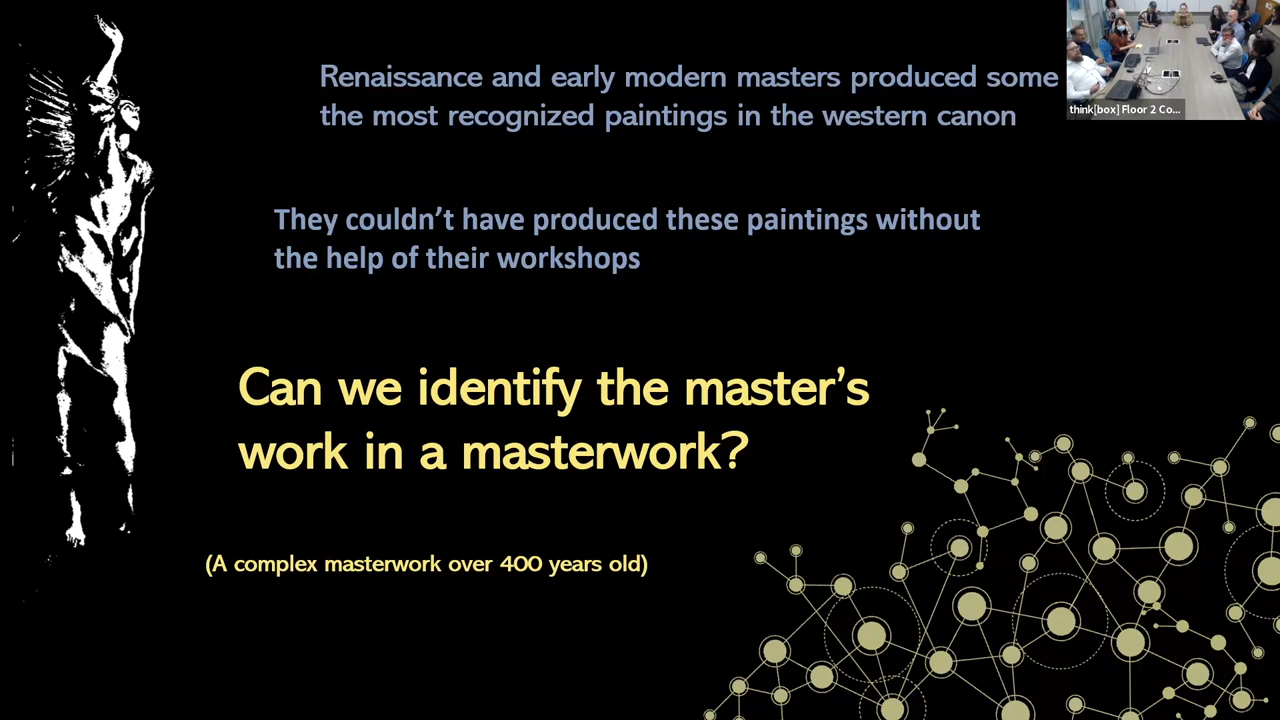 Renaissance and early modern masters produced some
the most recognized paintings in the western canon
think[box] Floor 2 Co...
They couldn’t have produced these paintings without
the help of their workshops
Can we identify the master’s
work in a masterwork?
(A complex masterwork over 400 years old)